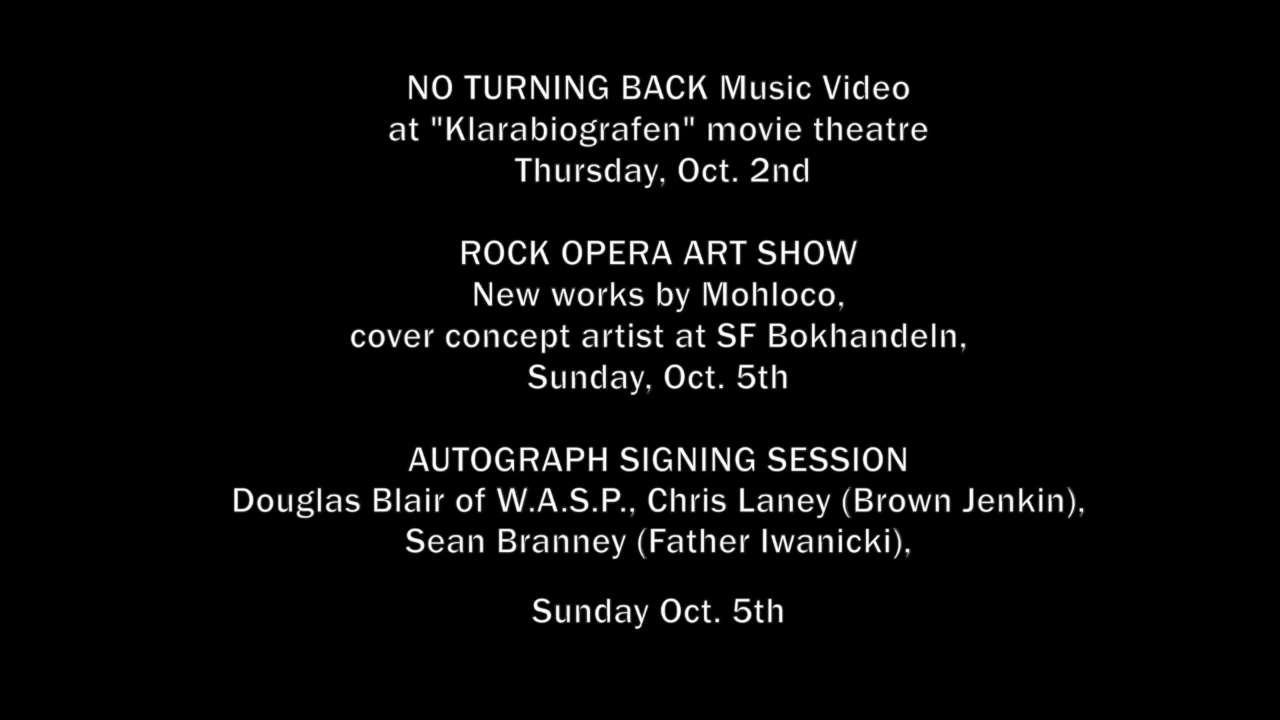 NO TURNING BACK Music Video
at "Klarabiografen" movie theatre
Thursday, Oct. 2nd
ROCK OPERA ART SHOW
New works by Mohloco,
cover concept artist at SF Bokhandeln,
Sunday, Oct. 5th
AUTOGRAPH SIGNING SESSION
Douglas Blair of W.A.S.P., Chris Laney (Brown Jenkin),
Sean Branney (Father Iwanicki),
Sunday Oct. 5th